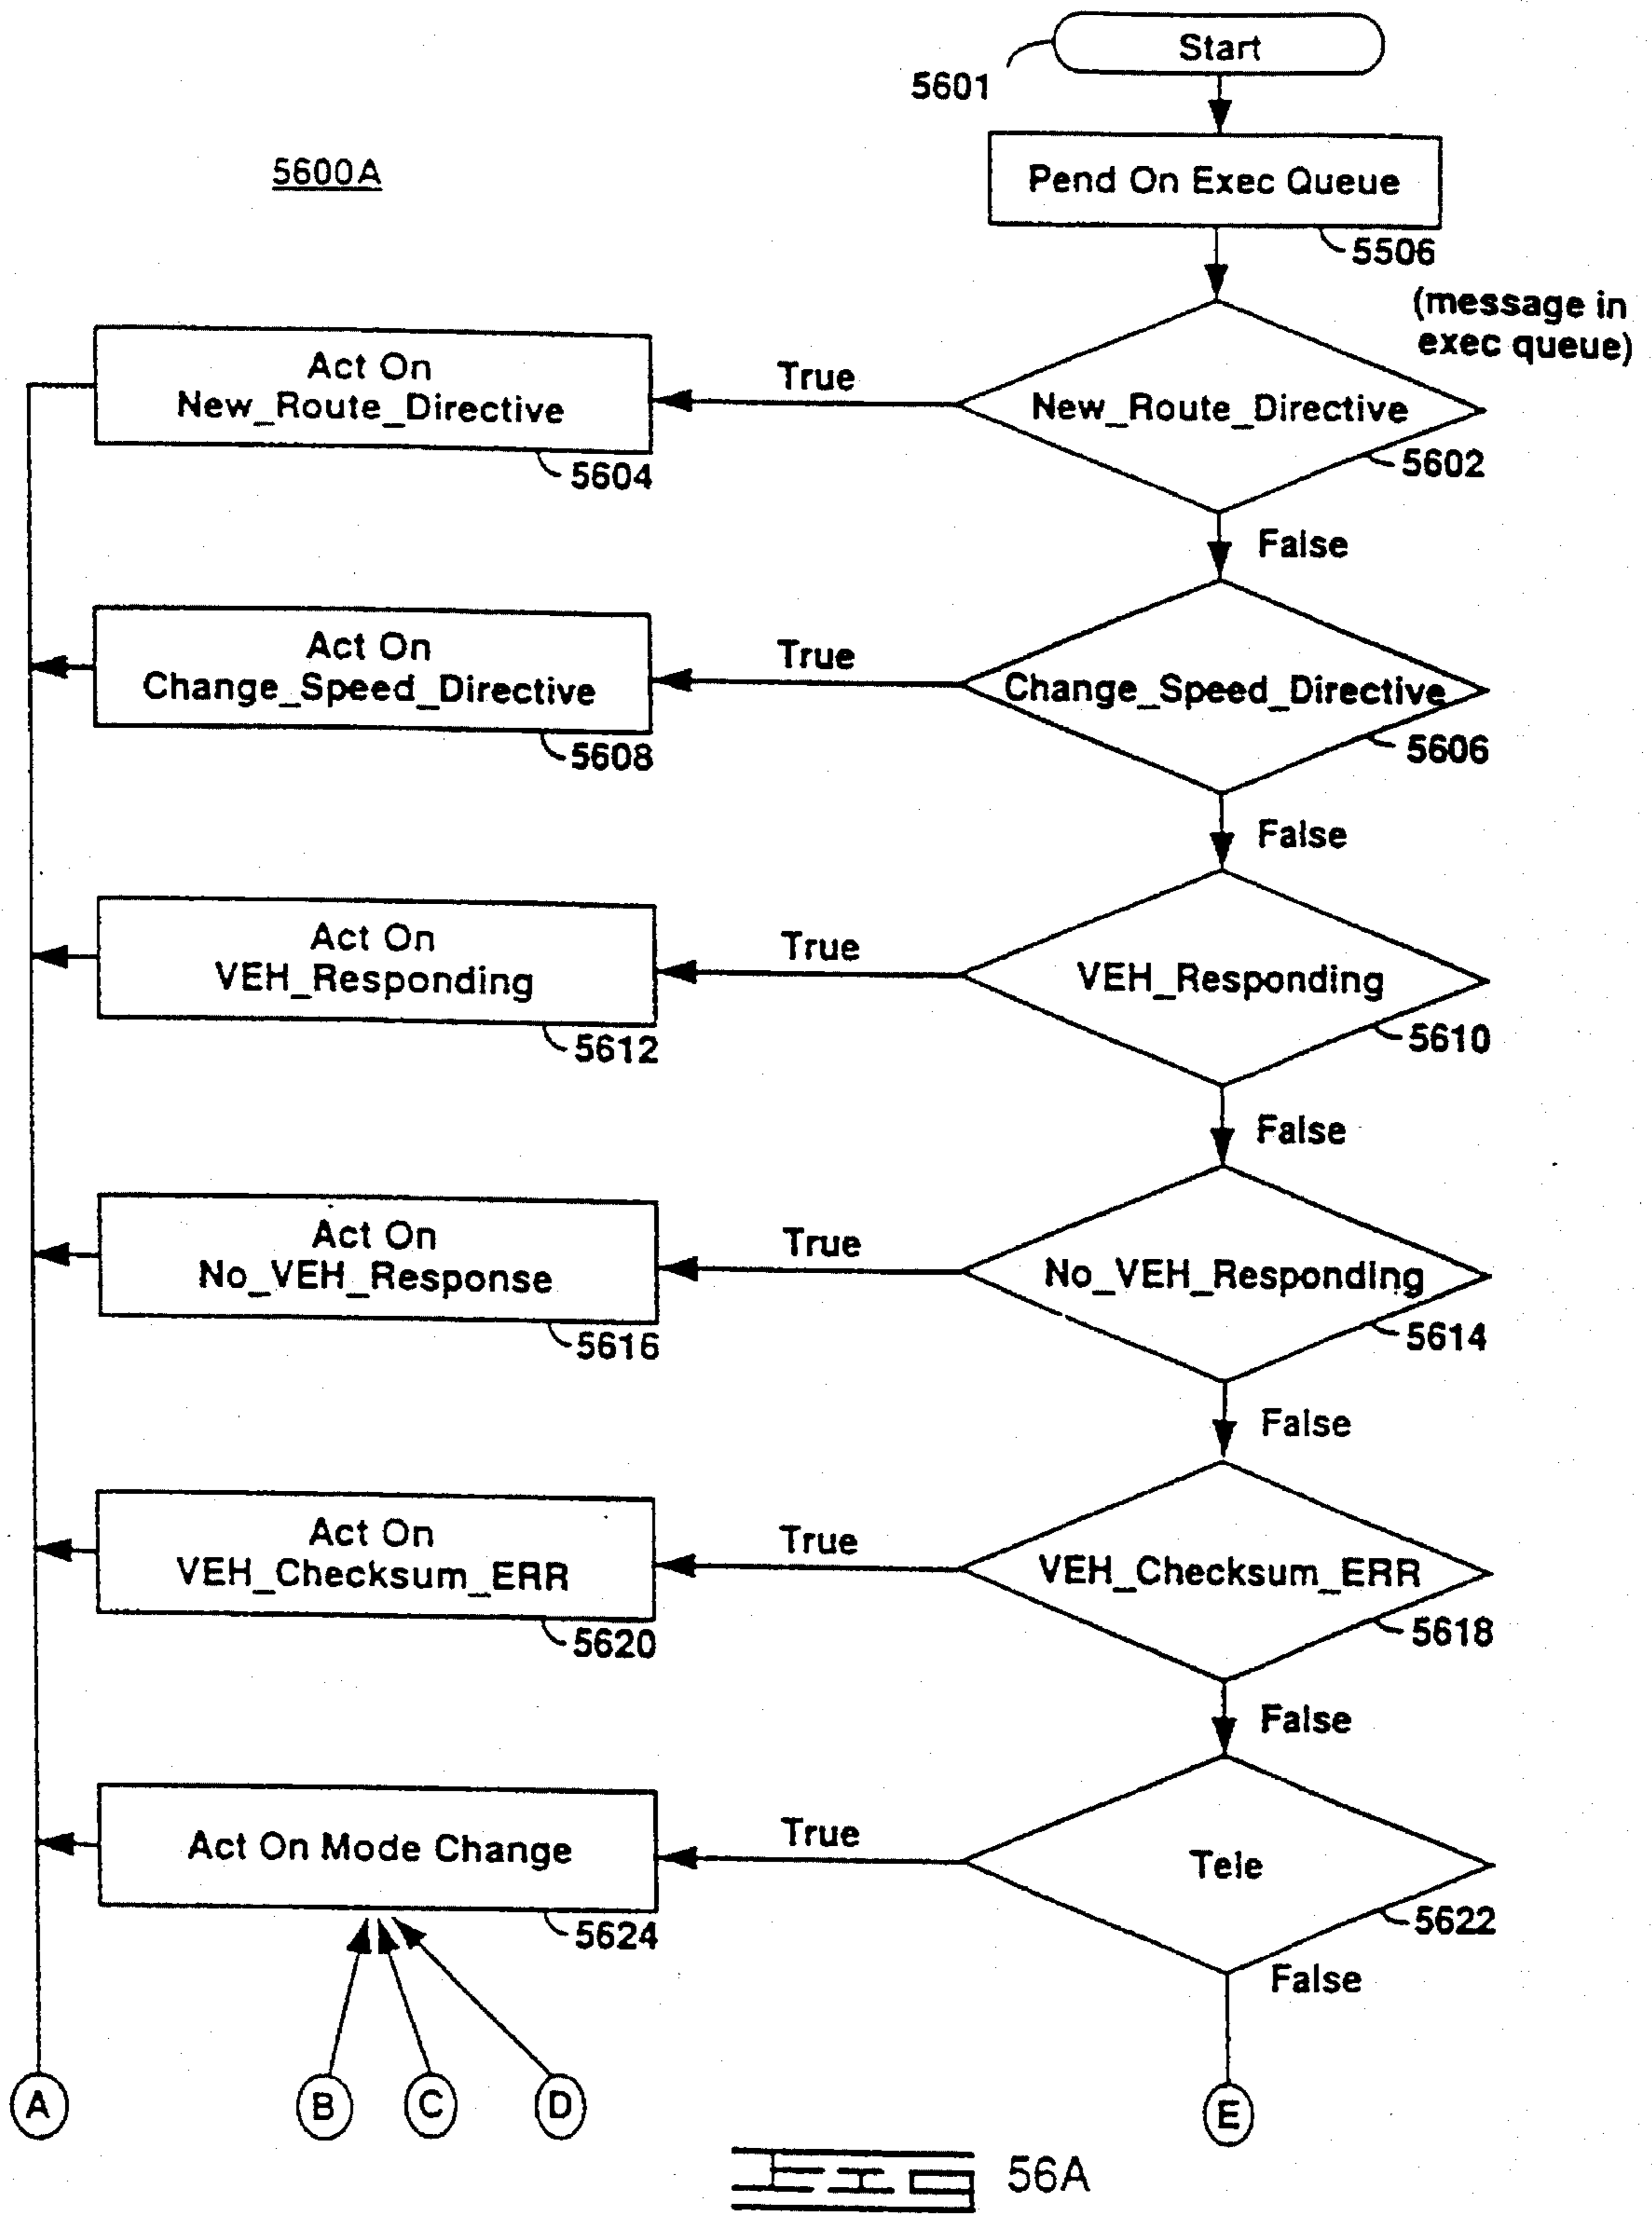 Start
5601
5600A
Pend On Exec Queue
5506
(message in
exec queue)
Act On
New_Route_Directive
5604
True
New_Route_Directive
5602
False
Act On
Change_Speed_Directive
5608
True
Change_Speed_Directive
5606
False
Act On
VEH_Responding
5612
True
VEH_Responding
5610
False
Act On
No_VEH_Response
5616
True
No_VEH_Responding
5614
False
Act On
VEH_Checksum_ERR
5620
True
VEH_Checksum_ERR
5618
False
Act On Mode Change
5624
True
Tele
5622
False
A
B
C
D
E
FIG 56A